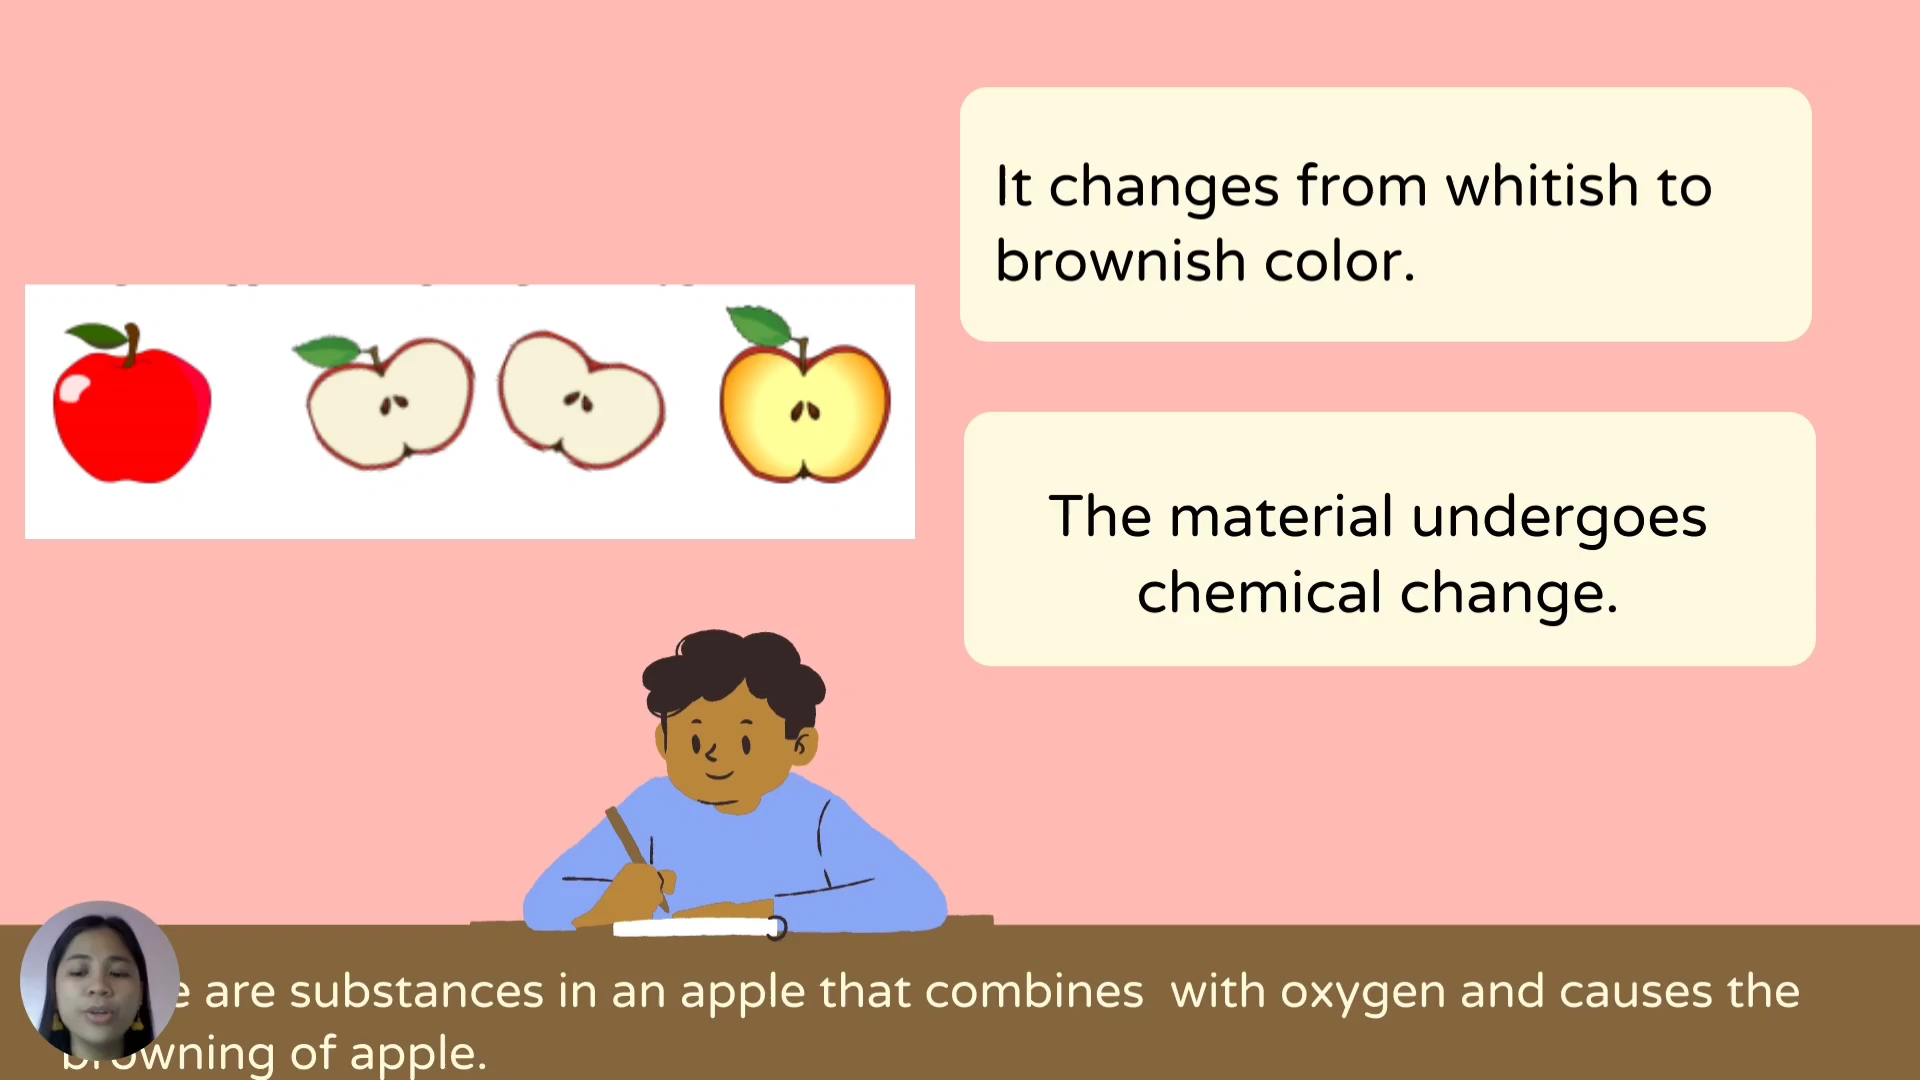 It changes from whitish to
brownish color.
The material undergoes
chemical change.
are substances in an apple that combines with oxygen and causes the
browning of apple.